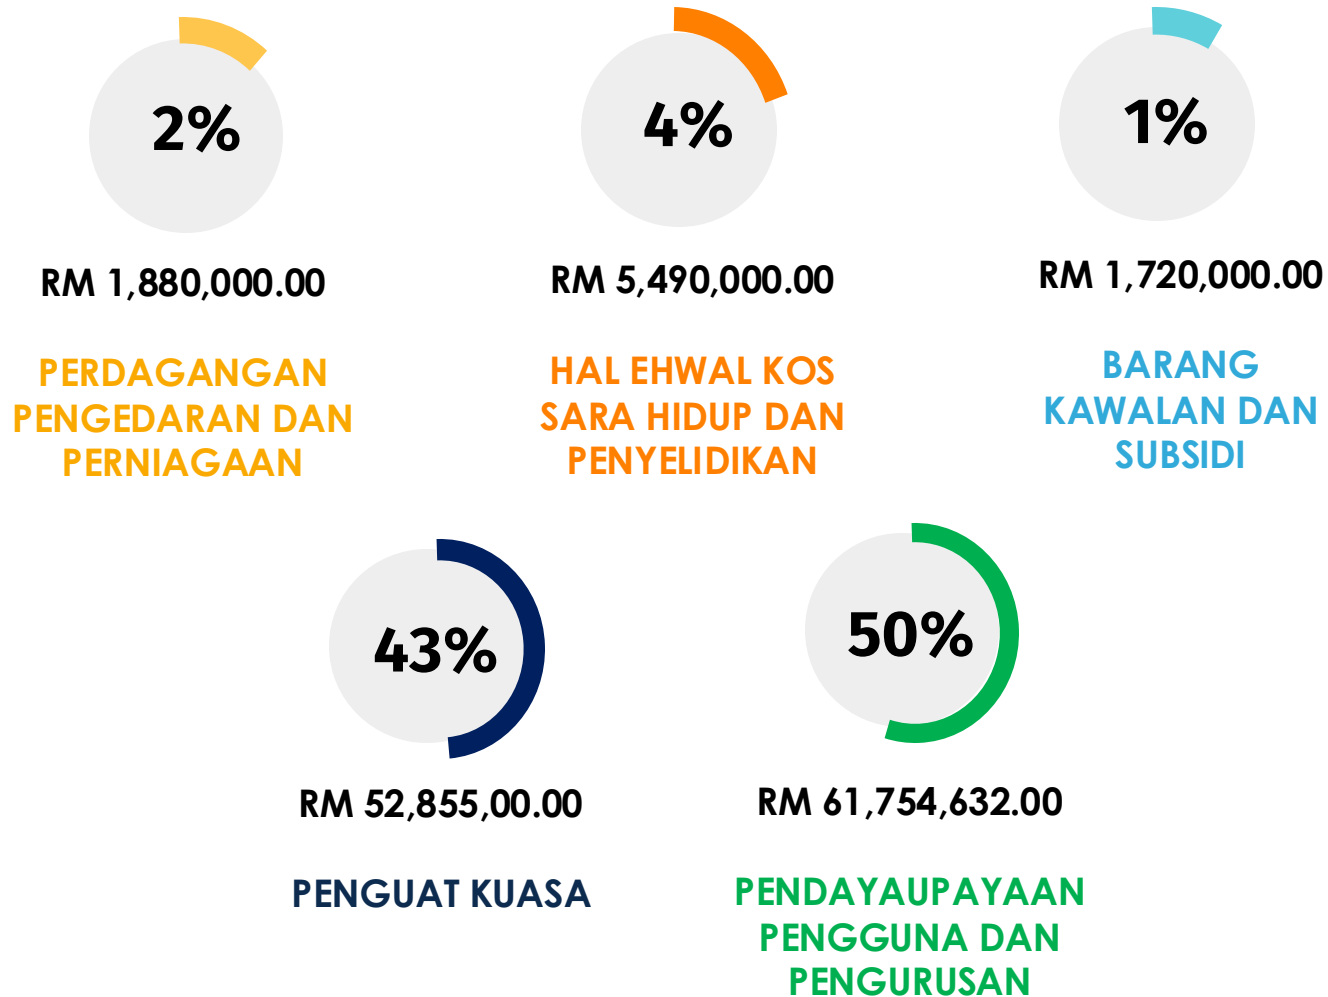 2%
RM 1,880,000.00
PERDAGANGAN
PENGEDARAN DAN
PERNIAGAAN
4%
RM 5,490,000.00
HAL EHWAL KOS
SARA HIDUP DAN
PENYELIDIKAN
1%
RM 1,720,000.00
BARANG
KAWALAN DAN
SUBSIDI
43%
RM 52,855,00.00
PENGUAT KUASA
50%
RM 61,754,632.00
PENDAYAUPAYAAN
PENGGUNA DAN
PENGURUSAN